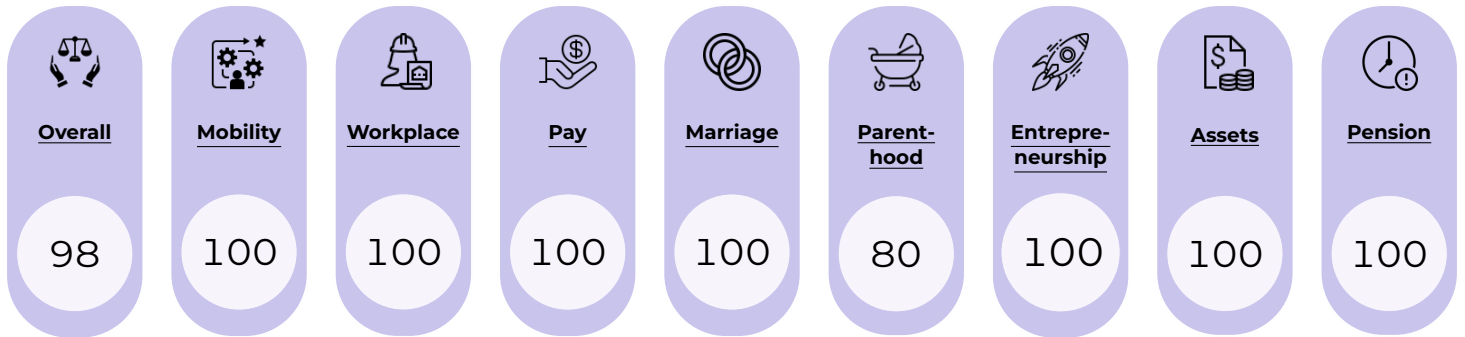 Overall
Mobility
Workplace
Pay
Marriage
Parent-
hood
Entrepre-
neurship
Assets
Pension
98
100
100
100
100
80
100
100
100